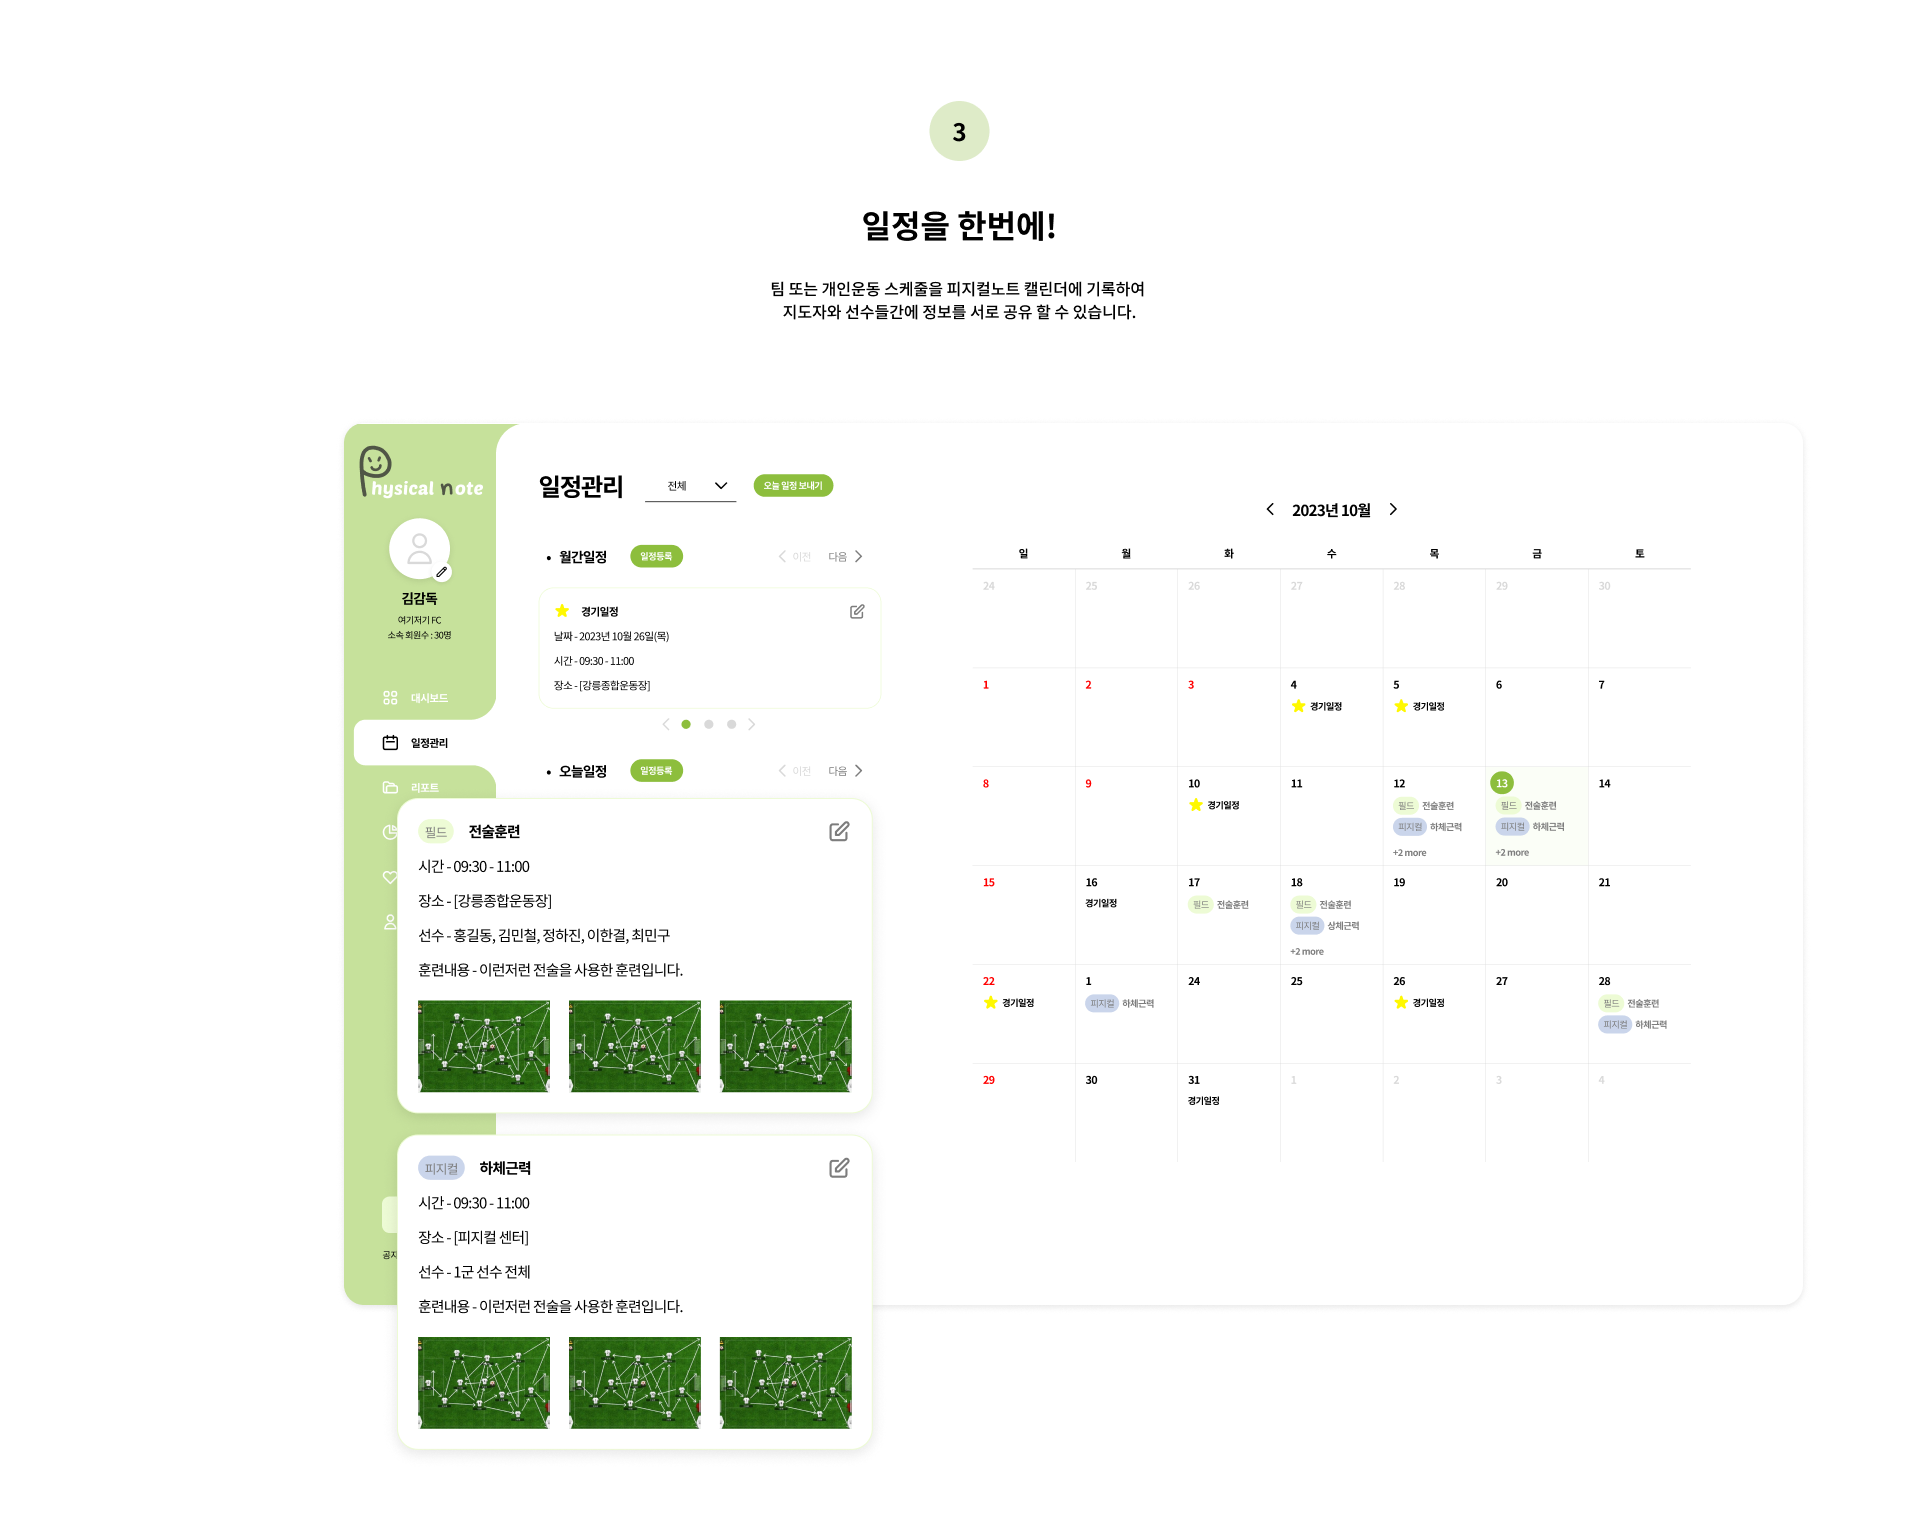 3
일정을 한번에!
팀 또는 개인운동 스케줄을 피지컬노트 캘린더에 기록하여
지도자와 선수들간에 정보를 서로 공유 할 수 있습니다.
Physical note
김감독
여기저기 FC
소속 회원수 : 30명
대시보드
일정관리
리포트
공지
일정관리
전체
오늘 일정 보내기
• 월간일정
일정등록
이전 다음
경기일정
날짜 - 2023년 10월 26일(목)
시간 - 09:30 - 11:00
장소 - [강릉종합운동장]
• 오늘일정
일정등록
이전 다음
필드 전술훈련
시간 - 09:30 - 11:00
장소 - [강릉종합운동장]
선수 - 홍길동, 김민철, 정하진, 이한결, 최민구
훈련내용 - 이런저런 전술을 사용한 훈련입니다.
피지컬 하체근력
시간 - 09:30 - 11:00
장소 - [피지컬 센터]
선수 - 1군 선수 전체
훈련내용 - 이런저런 전술을 사용한 훈련입니다.
2023년 10월
일 월 화 수 목 금 토
24 25 26 27 28 29 30
1 2 3 4 5 6 7
경기일정 경기일정
8 9 10 11 12 13 14
경기일정 필드 전술훈련 필드 전술훈련
피지컬 하체근력 피지컬 하체근력
+2 more +2 more
15 16 17 18 19 20 21
경기일정 필드 전술훈련 필드 전술훈련
피지컬 상체근력
+2 more
22 1 24 25 26 27 28
경기일정 피지컬 하체근력 경기일정 필드 전술훈련
피지컬 하체근력
29 30 31 1 2 3 4
경기일정